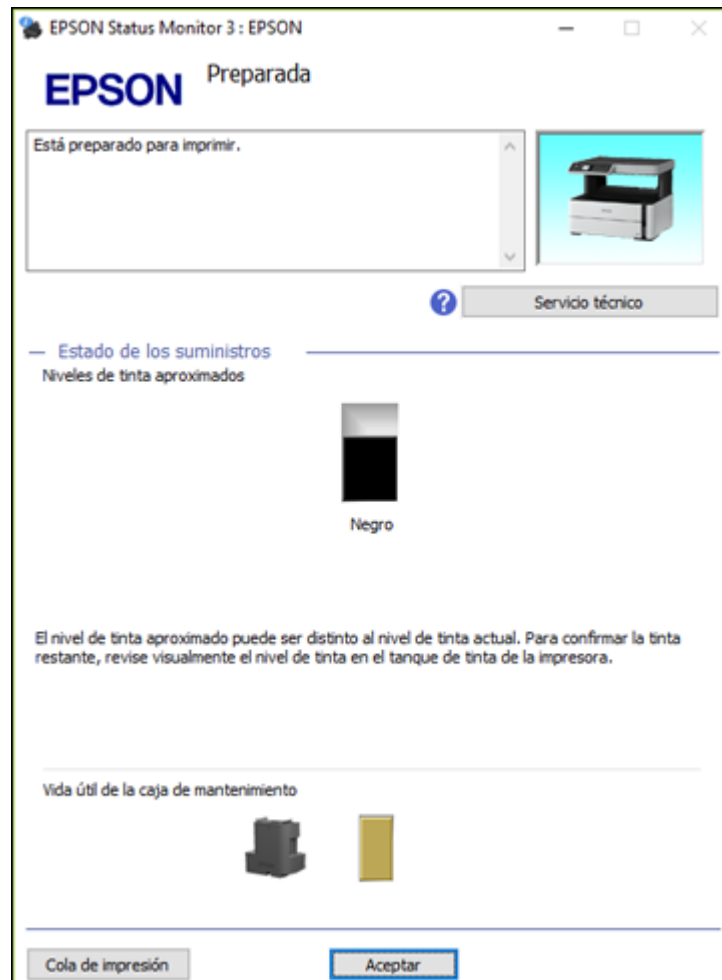 EPSON Status Monitor 3 : EPSON
EPSON
Preparada
Está preparado para imprimir.
Servicio técnico
Estado de los suministros
Niveles de tinta aproximados
Negro
El nivel de tinta aproximado puede ser distinto al nivel de tinta actual. Para confirmar la tinta
restante, revise visualmente el nivel de tinta en el tanque de tinta de la impresora.
Vida útil de la caja de mantenimiento
Cola de impresión
Aceptar